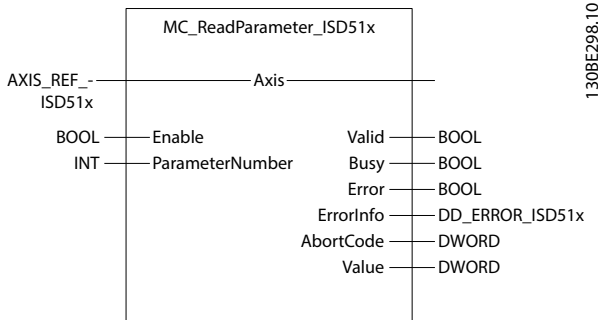 MC_ReadParameter_ISD51x
AXIS_REF_-
ISD51x
Axis
BOOL
Enable
Valid
BOOL
INT
ParameterNumber
Busy
BOOL
Error
BOOL
ErrorInfo
DD_ERROR_ISD51x
AbortCode
DWORD
Value
DWORD
130BE298.10